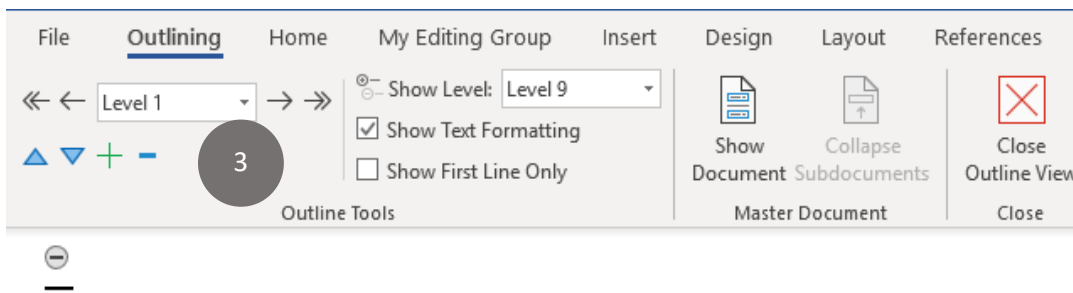 File Outlining Home My Editing Group Insert Design Layout References
Level 1 Show Level: Level 9
Show Text Formatting
3
Show First Line Only
Show Document
Collapse Subdocuments
Close Outline View
Outline Tools Master Document Close